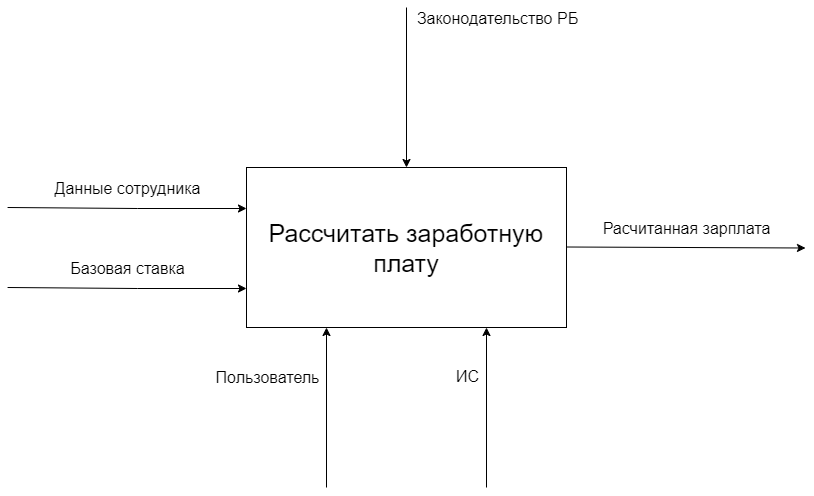 Законодательство РБ
Данные сотрудника
Рассчитать заработную
плату
Расчитанная зарплата
Базовая ставка
Пользователь
ИС